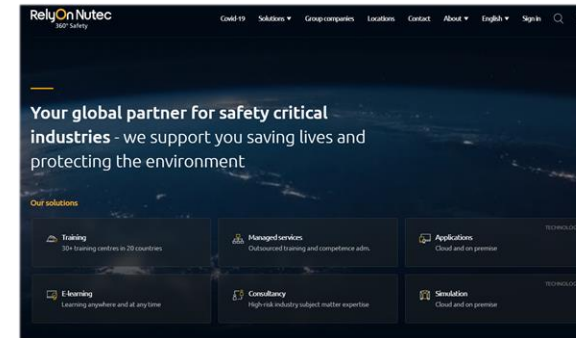 RelyOn Nutec
360° Safety
Covid-19 Solutions ▼ Group companies Locations Contact About ▼ English ▼ Sign in
Your global partner for safety critical
industries - we support you saving lives and
protecting the environment
Our solutions
Training
30+ training centres in 20 countries
Managed services
Outsourced training and competence adm.
TECHNOLOG
Applications
Cloud and on premise
E-learning
Learning anywhere and at any time
Consultancy
High-risk industry subject matter expertise
TECHNOLOG
Simulation
Cloud and on premise